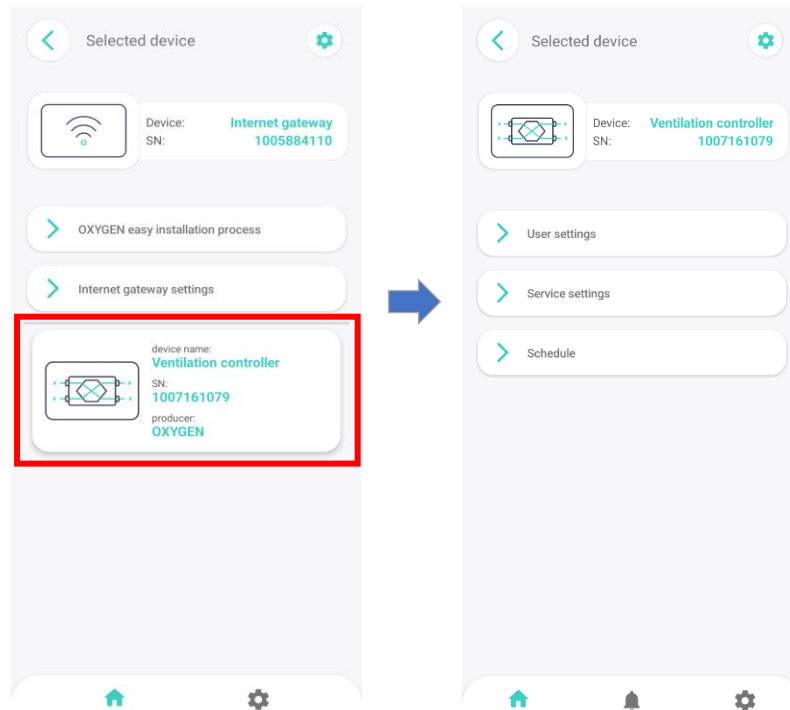 Selected device
Device: Internet gateway
SN: 1005884110
OXYGEN easy installation process
Internet gateway settings
device name:
Ventilation controller
SN:
1007161079
producer:
OXYGEN
Selected device
Device: Ventilation controller
SN: 1007161079
User settings
Service settings
Schedule